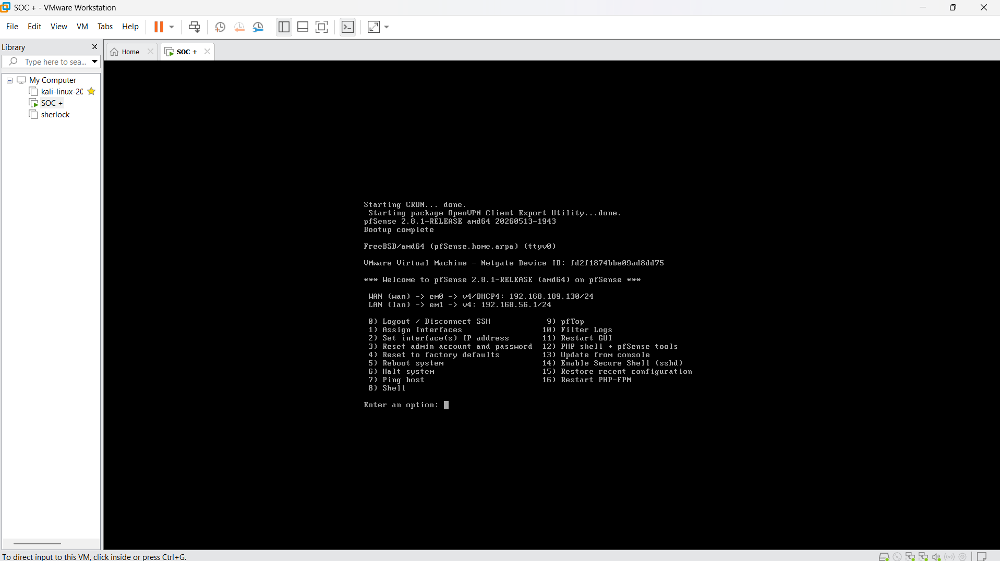 SOC + - VMware Workstation
File Edit View VM Tabs Help
Library
Home
SOC +
Type here to sea...
My Computer
kali-linux-20
SOC +
sherlock
Starting CRON... done.
Starting package OpenVPN Client Export Utility...done.
pfSense 2.8.1-RELEASE amd64 20260513-1943
Bootup complete
FreeBSD/amd64 (pfSense.home.arpa) (ttyv0)
VMware Virtual Machine - Netgate Device ID: fd2f1874bbe09ad8dd75
*** Welcome to pfSense 2.8.1-RELEASE (amd64) on pfSense ***
WAN (wan) -> em0 -> v4/DHCP4: 192.168.189.130/24
LAN (lan) -> em1 -> v4: 192.168.56.1/24
0) Logout / Disconnect SSH 9) pfTop
1) Assign Interfaces 10) Filter Logs
2) Set interface(s) IP address 11) Restart GUI
3) Reset admin account and password 12) PHP shell + pfSense tools
4) Reset to factory defaults 13) Update from console
5) Reboot system 14) Enable Secure Shell (sshd)
6) Halt system 15) Restore recent configuration
7) Ping host 16) Restart PHP-FPM
8) Shell
Enter an option:
To direct input to this VM, click inside or press Ctrl+G.